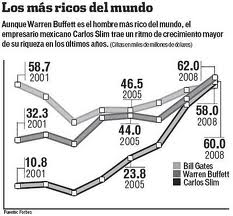 Los más ricos del mundo
Aunque Warren Buffett es el hombre más rico del mundo, el
empresario mexicano Carlos Slim trae un ritmo de crecimiento mayor
de su riqueza en los últimos años. (Cifras en miles de millones de dólares)
58.7
2001
46.5
2005
62.0
2008
32.3
2001
44.0
2005
58.0
2008
10.8
2001
23.8
2005
60.0
2008
Bill Gates
Warren Buffett
Carlos Slim
Fuente: Forbes